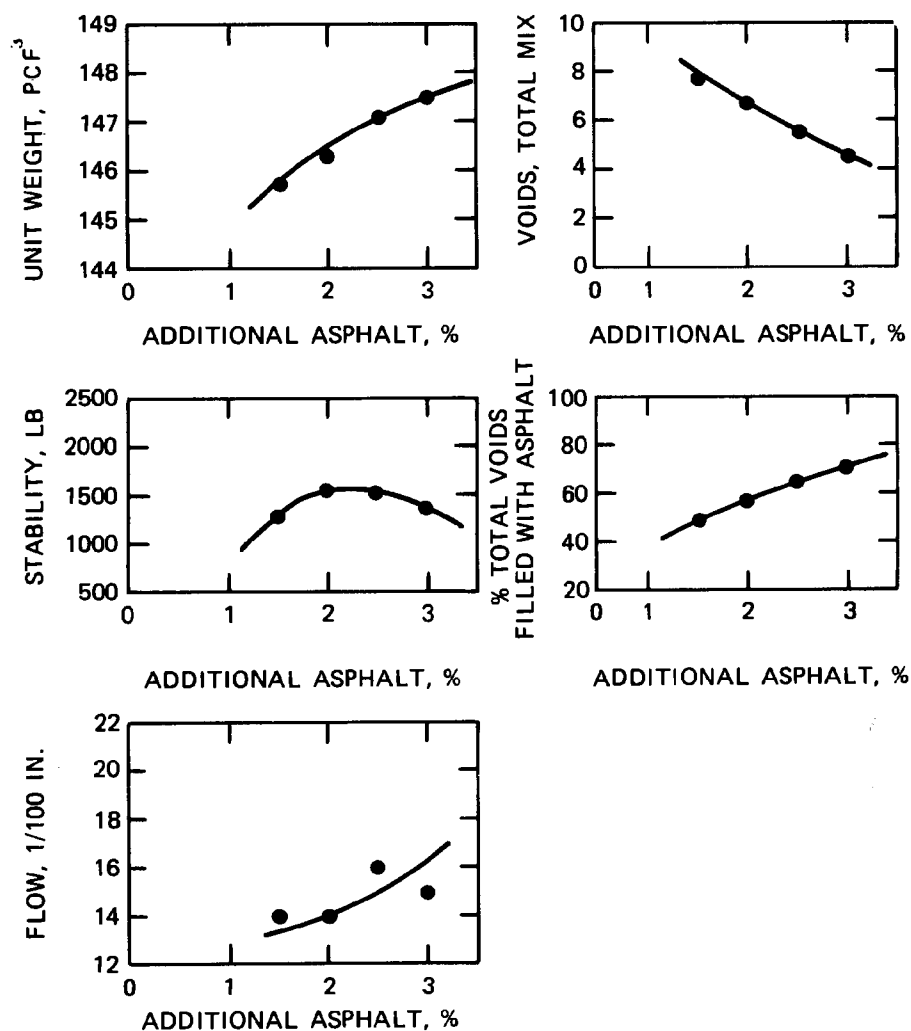 UNIT WEIGHT, PCF³
149
148
147
146
145
144
0 1 2 3
ADDITIONAL ASPHALT, %
VOIDS, TOTAL MIX
10
8
6
4
2
0
0 1 2 3
ADDITIONAL ASPHALT, %
STABILITY, LB
2500
2000
1500
1000
500
0 1 2 3
ADDITIONAL ASPHALT, %
% TOTAL VOIDS
FILLED WITH ASPHALT
100
80
60
40
20
0 1 2 3
ADDITIONAL ASPHALT, %
FLOW, 1/100 IN.
22
20
18
16
14
12
0 1 2 3
ADDITIONAL ASPHALT, %